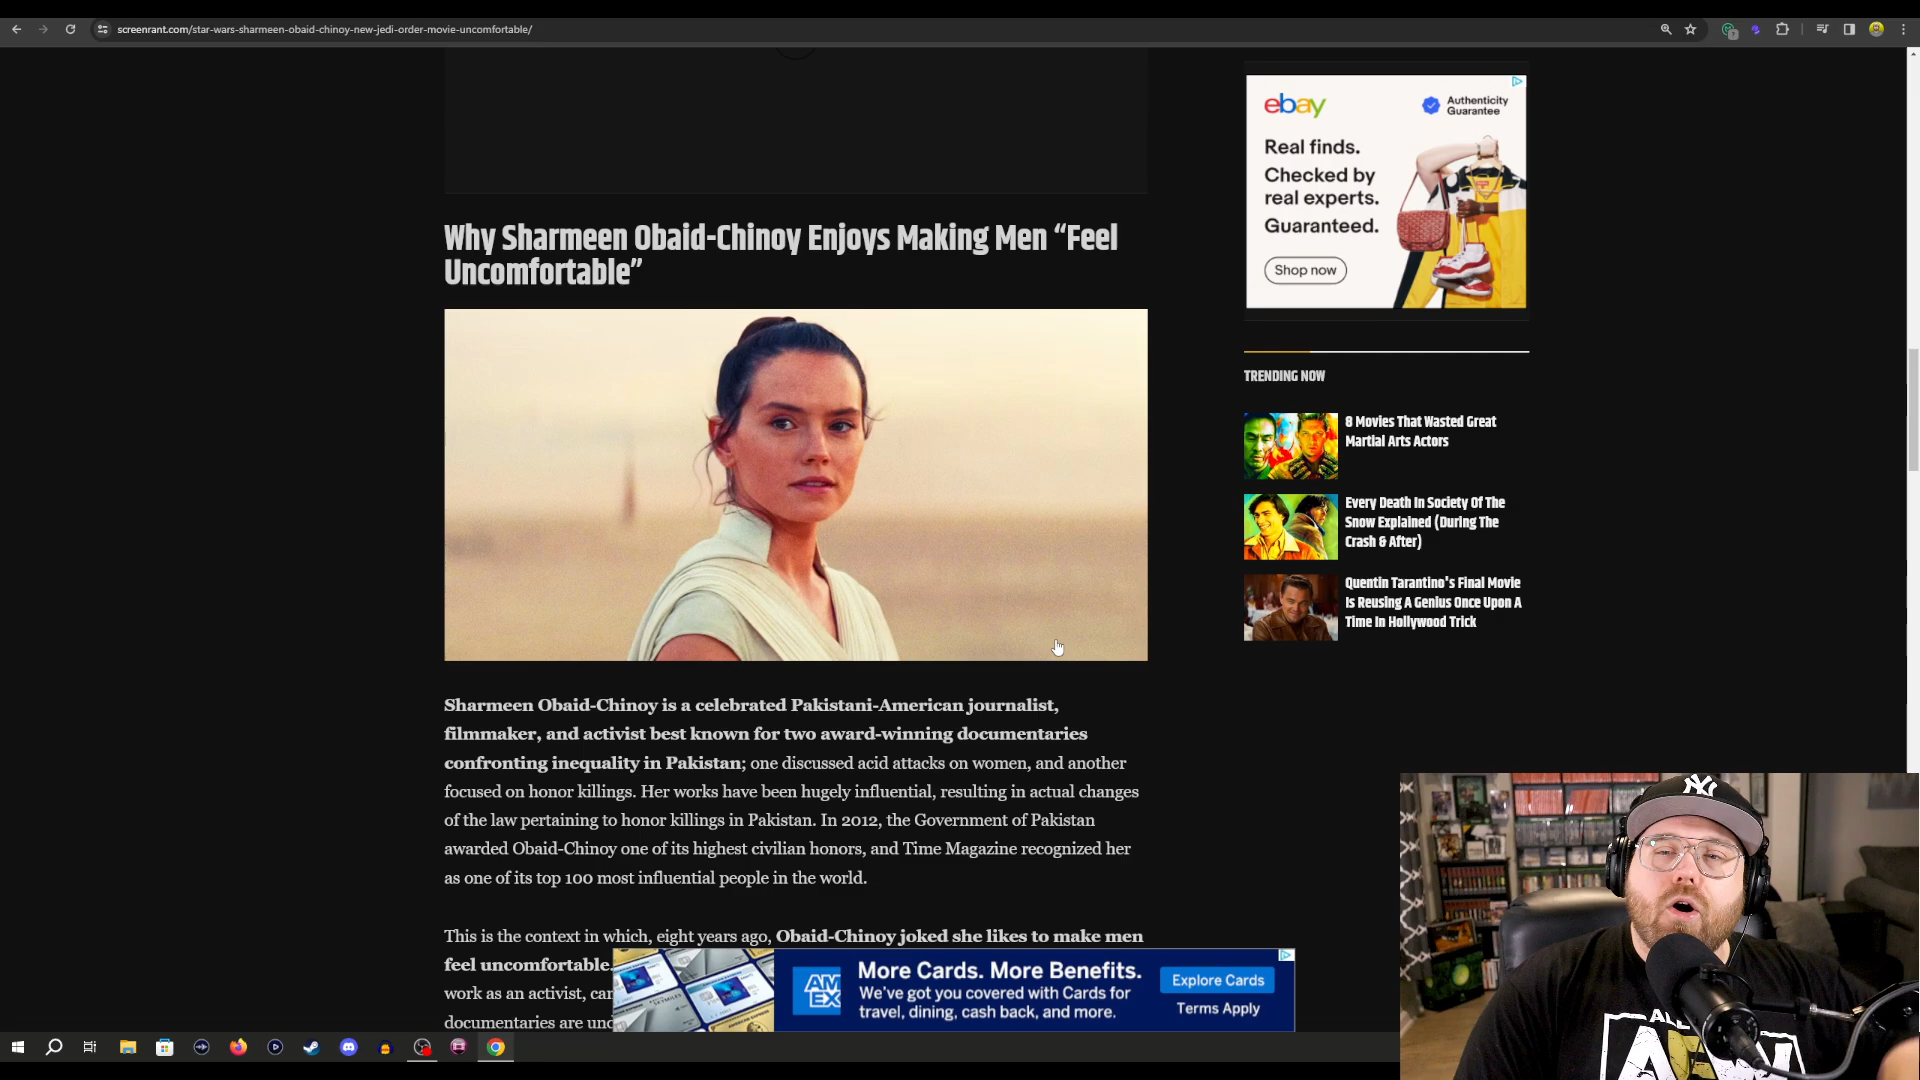 screenrant.com/star-wars-sharmeen-obaid-chinoy-new-jedi-order-movie-uncomfortable/
ebay
Authenticity
Guarantee
Real finds.
Checked by
real experts.
Guaranteed.
Shop now
Why Sharmeen Obaid-Chinoy Enjoys Making Men “Feel
Uncomfortable”
TRENDING NOW
8 Movies That Wasted Great
Martial Arts Actors
Every Death In Society Of The
Snow Explained (During The
Crash & After)
Quentin Tarantino's Final Movie
Is Reusing A Genius Once Upon A
Time In Hollywood Trick
Sharmeen Obaid-Chinoy is a celebrated Pakistani-American journalist,
filmmaker, and activist best known for two award-winning documentaries
confronting inequality in Pakistan; one discussed acid attacks on women, and another
focused on honor killings. Her works have been hugely influential, resulting in actual changes
of the law pertaining to honor killings in Pakistan. In 2012, the Government of Pakistan
awarded Obaid-Chinoy one of its highest civilian honors, and Time Magazine recognized her
as one of its top 100 most influential people in the world.
This is the context in which, eight years ago, Obaid-Chinoy joked she likes to make men
feel uncomfortable.
work as an activist, can
documentaries are
AM
EX
More Cards. More Benefits.
We've got you covered with Cards for
travel, dining, cash back, and more.
Explore Cards
Terms Apply
NY